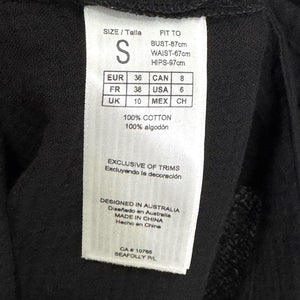 SIZE / Talla
FIT TO
S
BUST-87cm
WAIST-67cm
HIPS-97cm
EUR 36 CAN 8
FR 38 USA 6
UK 10 MEX CH
100% COTTON
100% algodón
EXCLUSIVE OF TRIMS
Excluyendo la decoración
DESIGNED IN AUSTRALIA
Diseñado en Australia
MADE IN CHINA
Hecho en China
CA# 10785
SEAFOLLY P/L